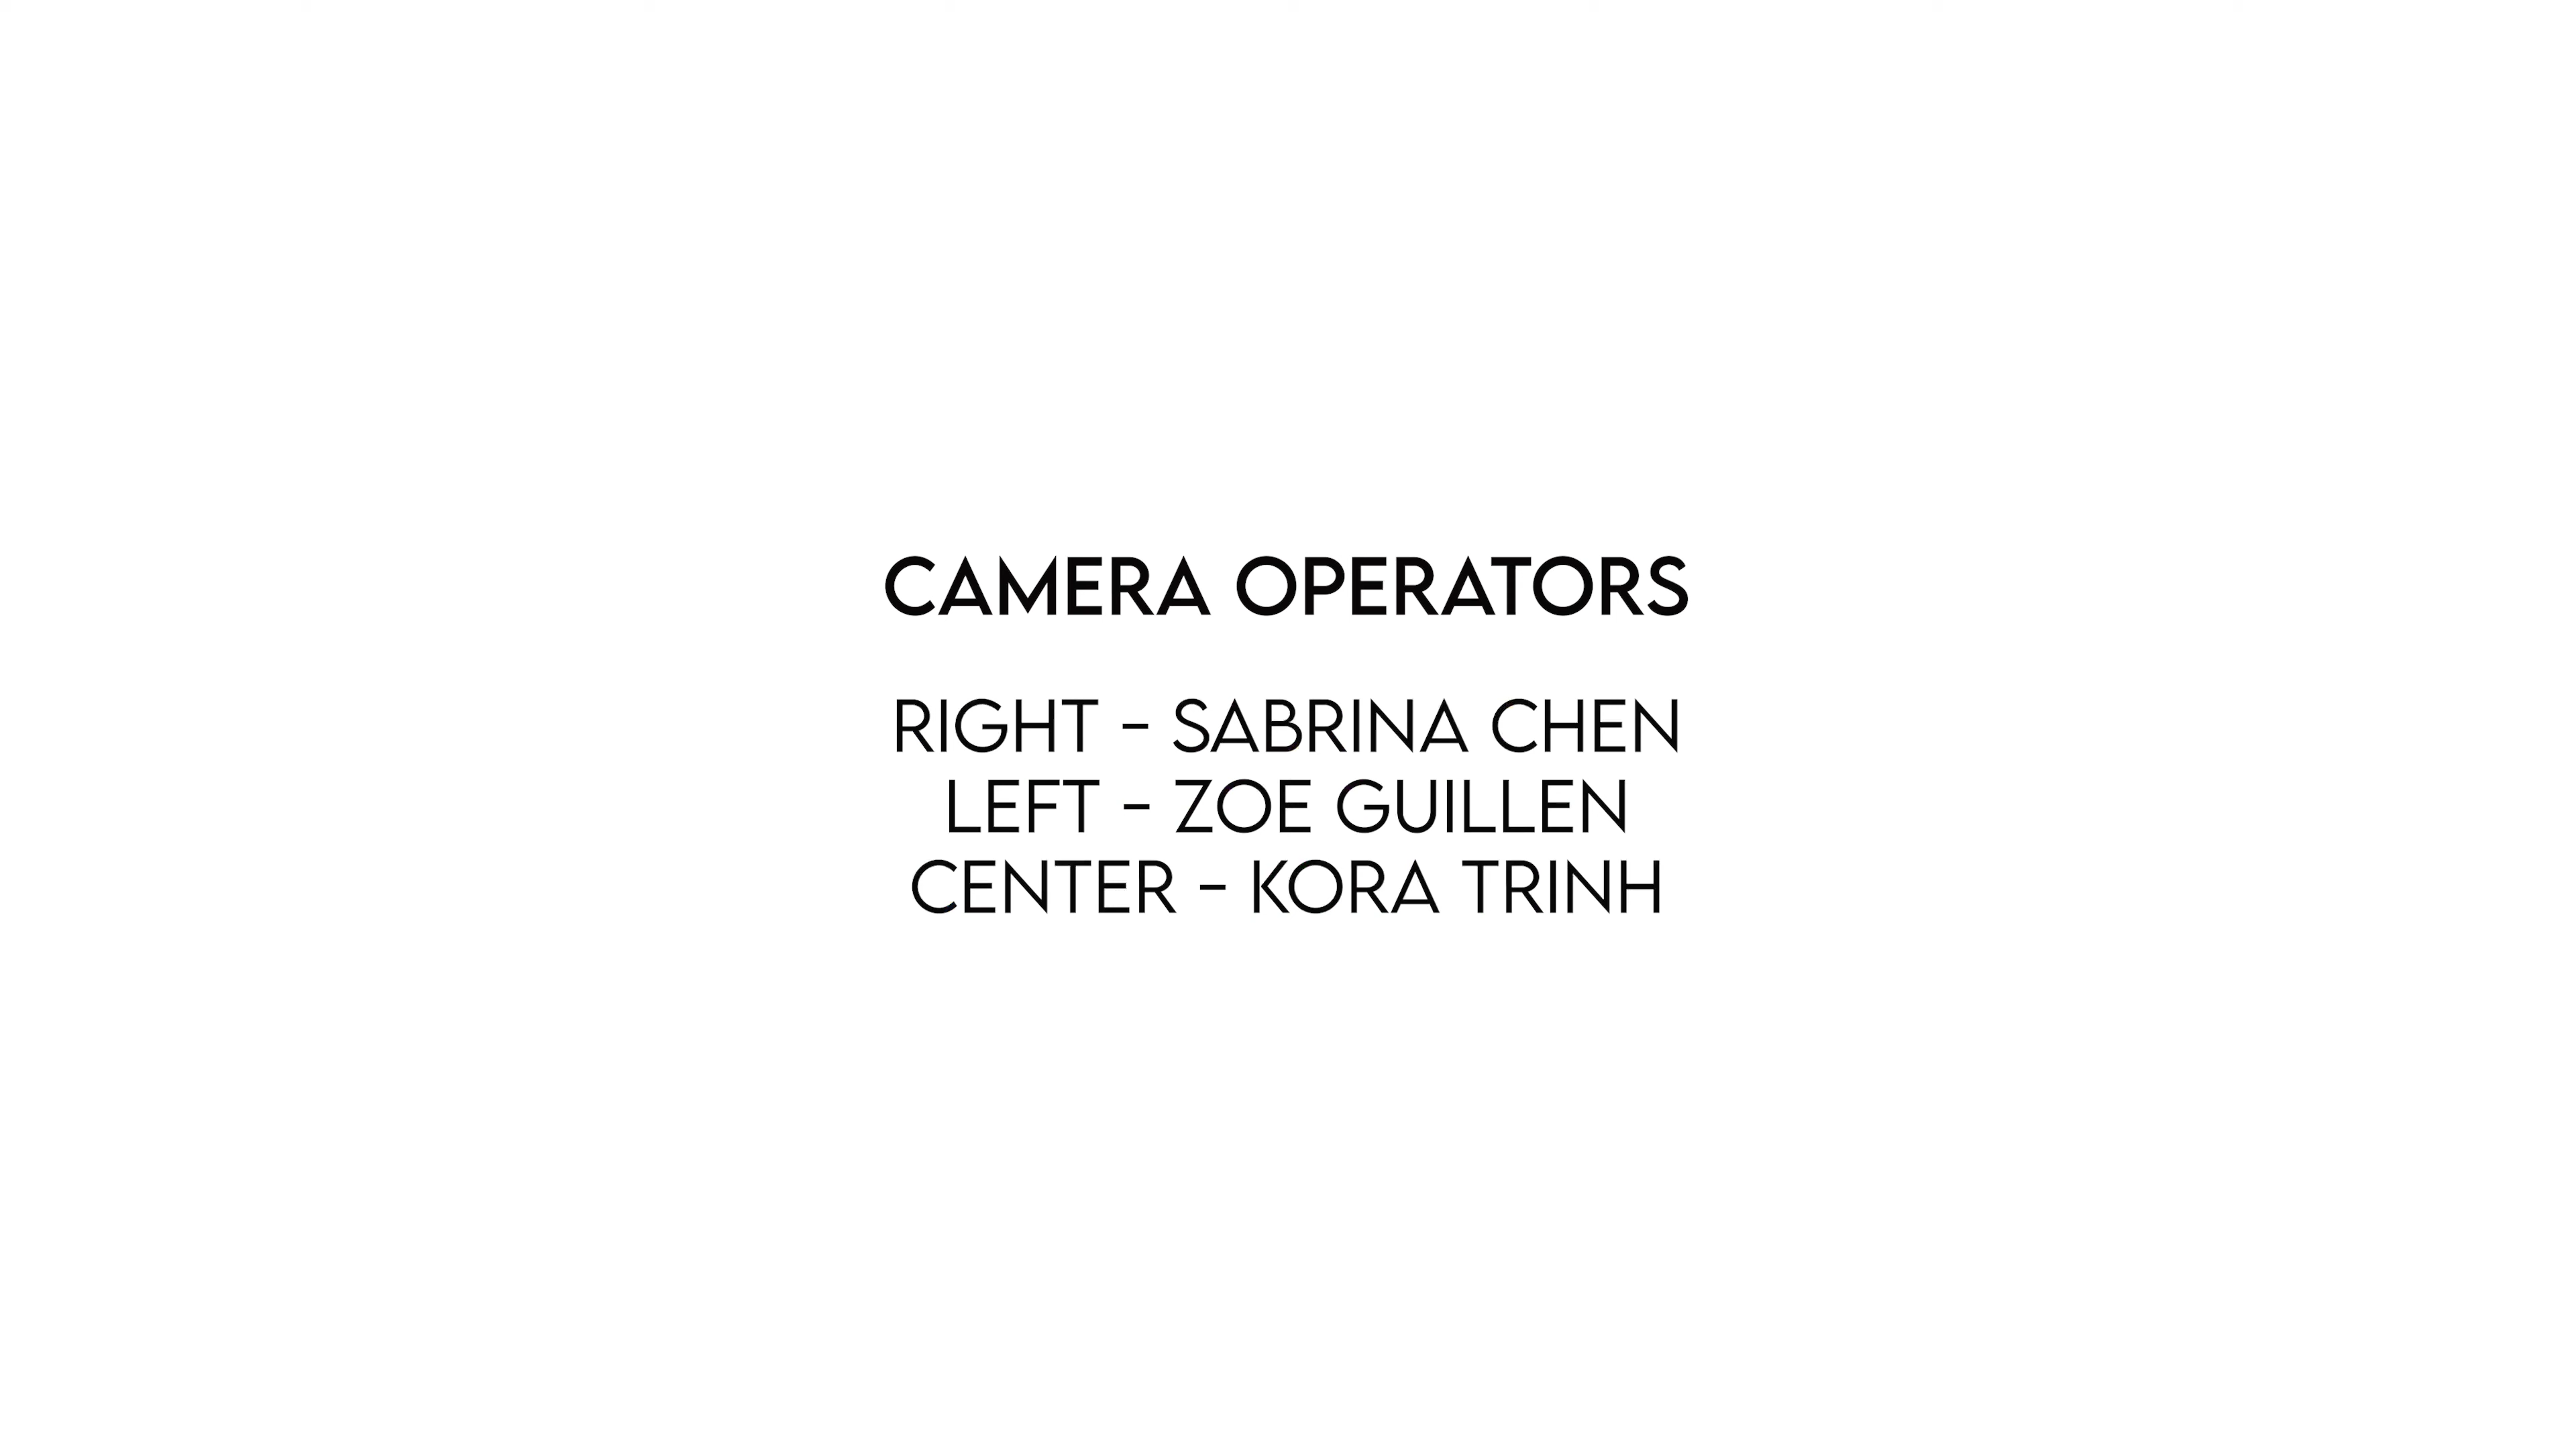 CAMERA OPERATORS
RIGHT - SABRINA CHEN
LEFT - ZOE GUILLEN
CENTER - KORA TRINH